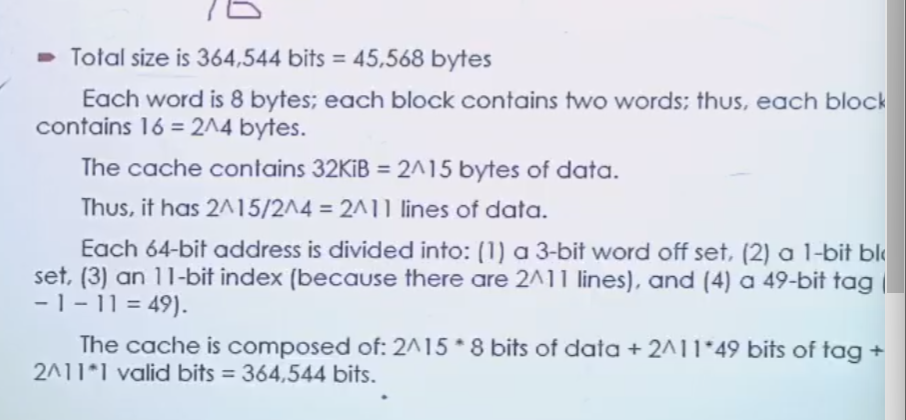 Total size is 364,544 bits = 45,568 bytes
Each word is 8 bytes; each block contains two words; thus, each block
contains 16 = 2^4 bytes.
The cache contains 32KiB = 2^15 bytes of data.
Thus, it has 2^15/2^4 = 2^11 lines of data.
Each 64-bit address is divided into: (1) a 3-bit word off set, (2) a 1-bit
set, (3) an 11-bit index (because there are 2^11 lines), and (4) a 49-bit tag (
- 1 - 11 = 49).
The cache is composed of: 2^15 * 8 bits of data + 2^11*49 bits of tag +
2^11*1 valid bits = 364,544 bits.